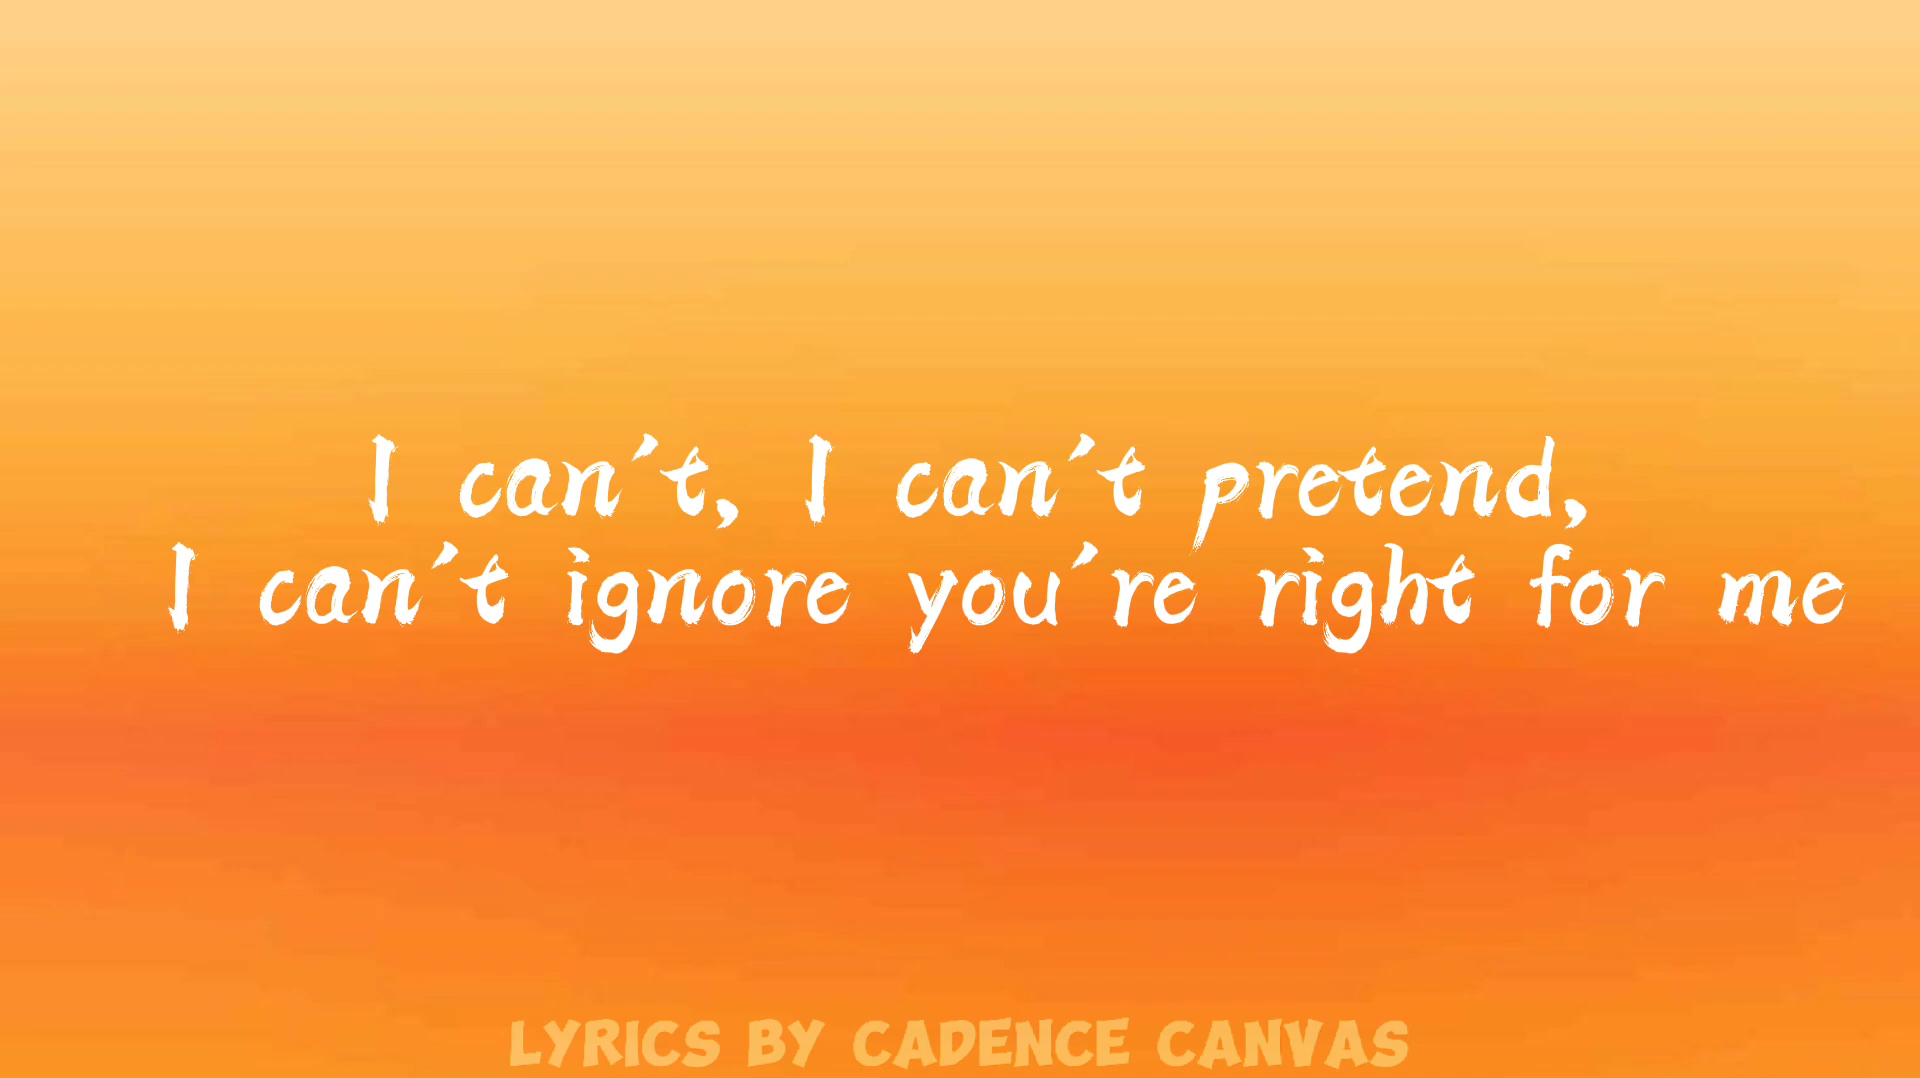 I can't, I can't pretend,
I can't ignore you're right for me
LYRICS BY CADENCE CANVAS